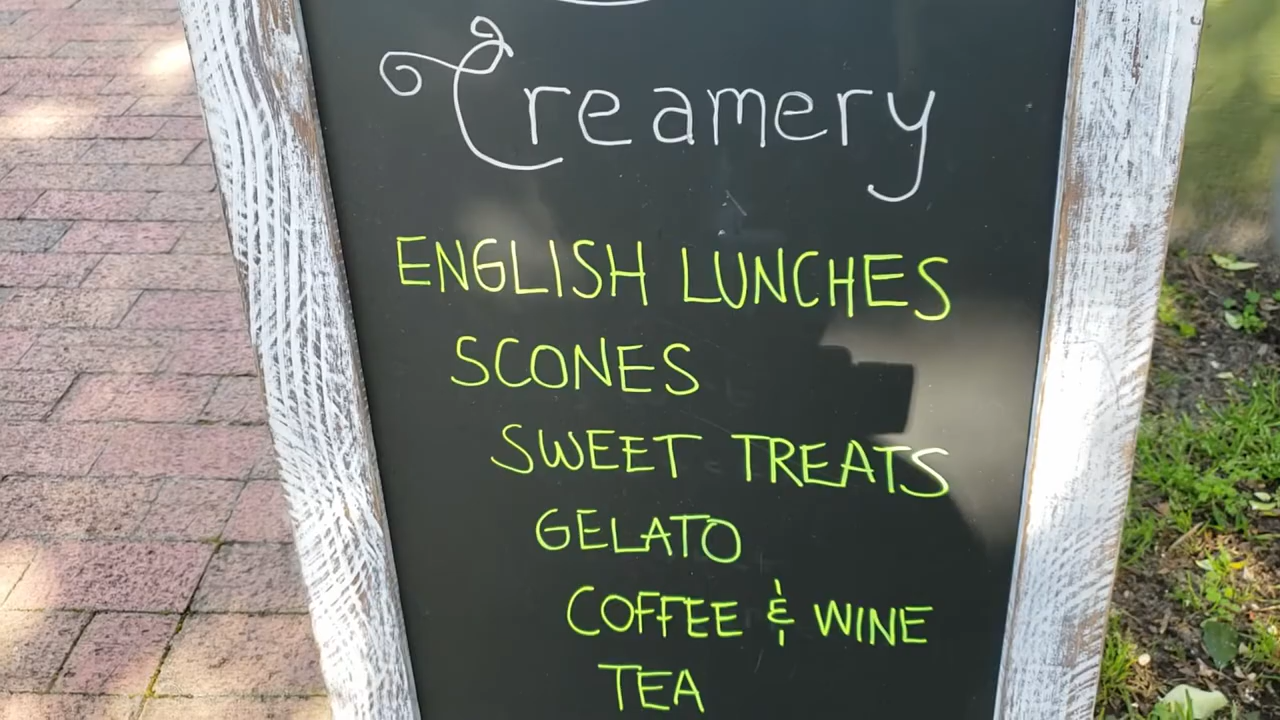 Creamery
ENGLISH LUNCHES
SCONES
SWEET TREATS
GELATO
COFFEE & WINE
TEA